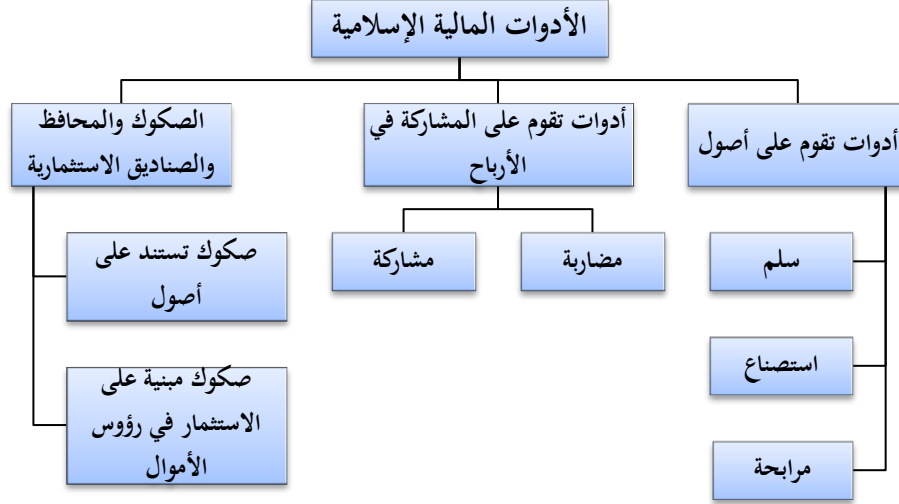 الأدوات المالية الإسلامية
أدوات تقوم على أصول
أدوات تقوم على المشاركة في
الأرباح
الصكوك والمحافظ
والصناديق الاستثمارية
سلم
استصناع
مرابحة
مضاربة
مشاركة
صكوك تستند على
أصول
صكوك مبنية على
الاستثمار في رؤوس
الأموال